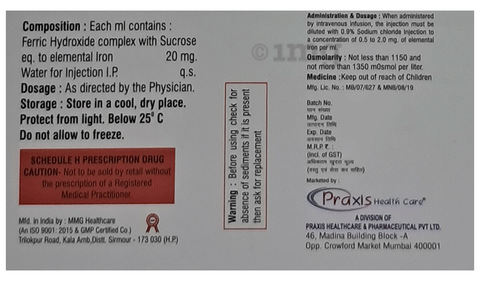 Composition : Each ml contains :
Ferric Hydroxide complex with Sucrose
eq. to elemental Iron 20 mg.
Water for Injection I.P. q.s.
Dosage : As directed by the Physician.
Storage : Store in a cool, dry place.
Protect from light. Below 25° C
Do not allow to freeze.
SCHEDULE H PRESCRIPTION DRUG
CAUTION- Not to be sold by retail without
the prescription of a Registered
Medical Practitioner.
Mfd. in India by : MMG Healthcare
(An ISO 9001: 2015 & GMP Certified Co.)
Trilokpur Road, Kala Amb,Distt. Sirmour - 173 030 (H.P.)
Warning : Before using check for
absence of sediments if it is present
then ask for replacement
Administration & Dosage : When administered
by intravenous infusion, the injection must be
diluted with 0.9% Sodium chloride Injection to
a concentration of 0.5 to 2.0 mg. of elemental
Iron per ml.
Osmolarity : Not less than 1150 and
not more than 1350 mOsmol per liter.
Medicine : Keep out of reach of Children
Mfg. Lic. No. : MB/07/627 & MNB/08/19
Batch No.
Mfg. Date
Exp. Date
M.R.P. ₹ :
(Incl. of GST)
Marketed by :
Praxis Health Care
A DIVISION OF
PRAXIS HEALTHCARE & PHARMACEUTICAL PVT LTD.
46, Madina Building Block -A
Opp. Crowford Market Mumbai 400001